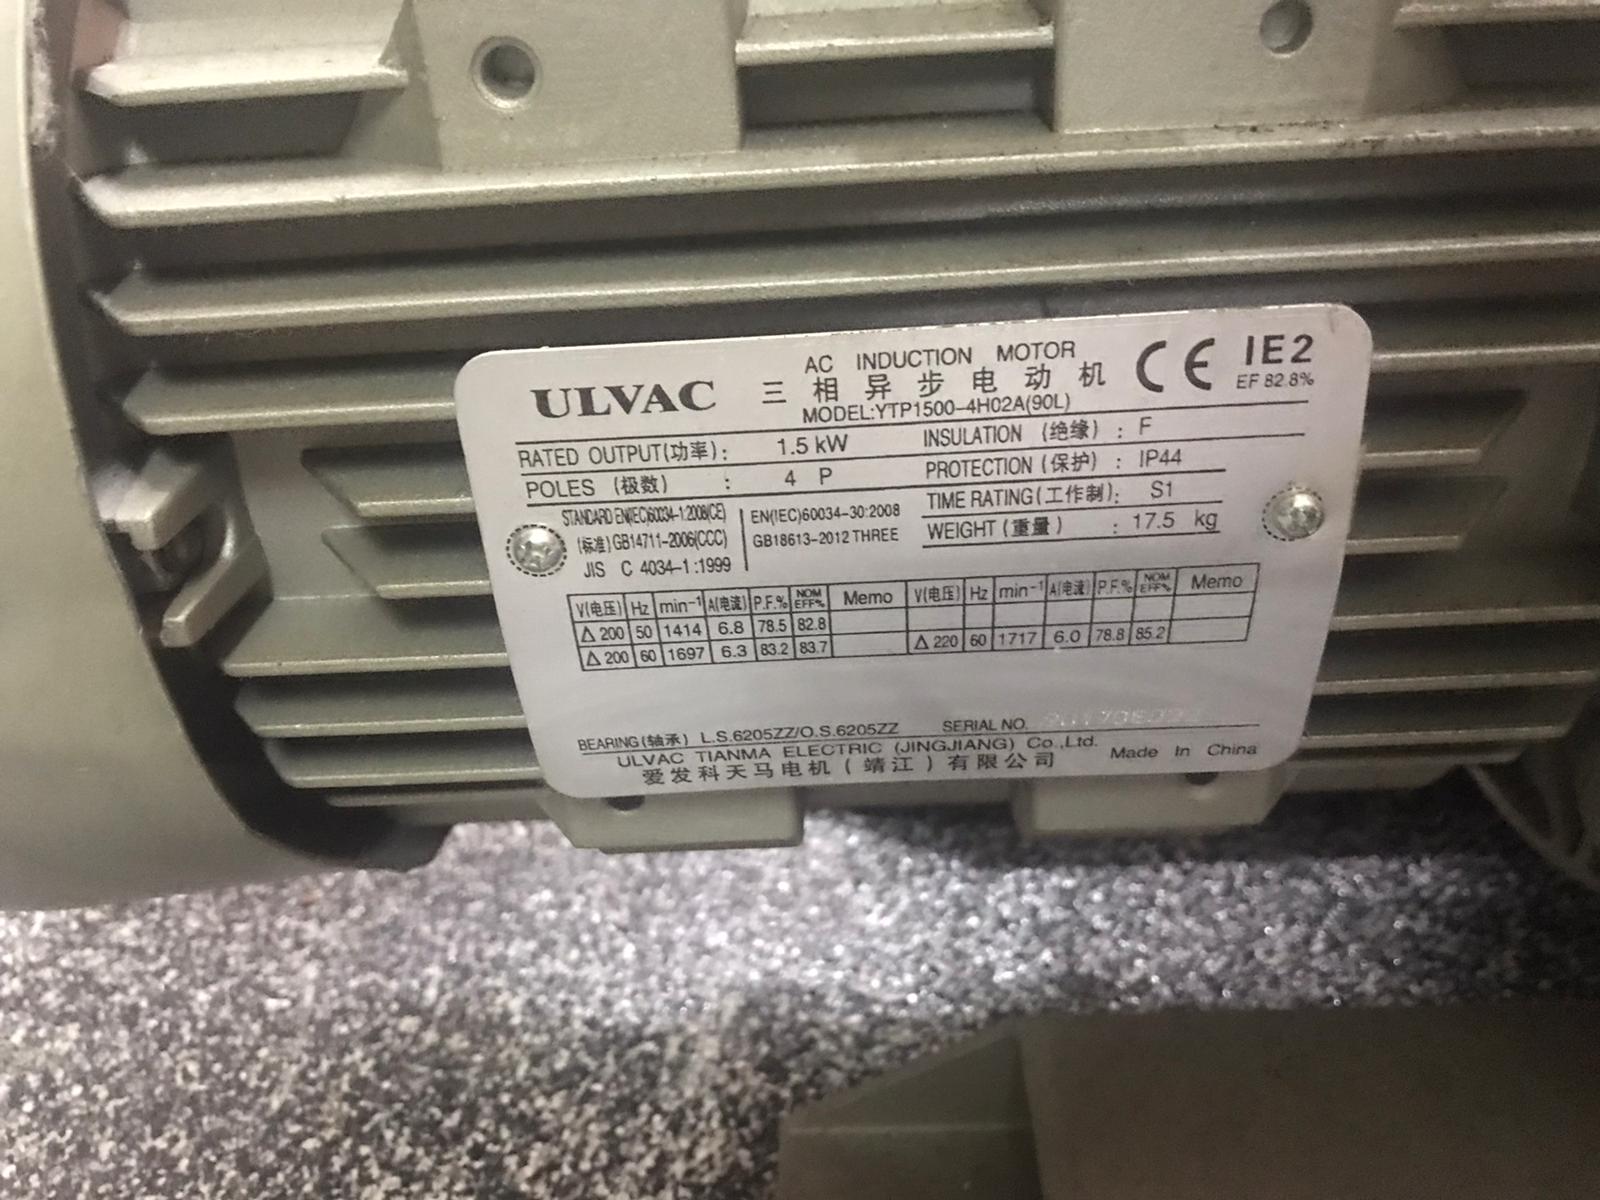 ULVAC
AC INDUCTION MOTOR
三相异步电动机
MODEL:YTP1500-4H02A(90L)
CE IE2
EF 82.8%
RATED OUTPUT(功率): 1.5 kW
POLES (极数) : 4 P
STANDARD EN(IEC)60034-1:2008(CE)
(标准) GB14711-2006(CCC)
JIS C 4034-1 :1999
EN(IEC)60034-30:2008
GB18613-2012 THREE
INSULATION (绝缘) : F
PROTECTION (保护) : IP44
TIME RATING(工作制): S1
WEIGHT (重量) : 17.5 kg
V(电压) Hz min-1 A(电流) P.F.% NOM EFF% Memo V(电压) Hz min-1 A(电流) P.F.% NOM EFF% Memo
Δ 200 50 1414 6.8 78.5 82.8
Δ 200 60 1697 6.3 83.2 83.7 Δ 220 60 1717 6.0 78.8 85.2
BEARING(轴承) L.S.6205ZZ/O.S.6205ZZ SERIAL NO.
ULVAC TIANMA ELECTRIC (JINGJIANG) Co.,Ltd.
爱发科天马电机(靖江)有限公司
Made In China